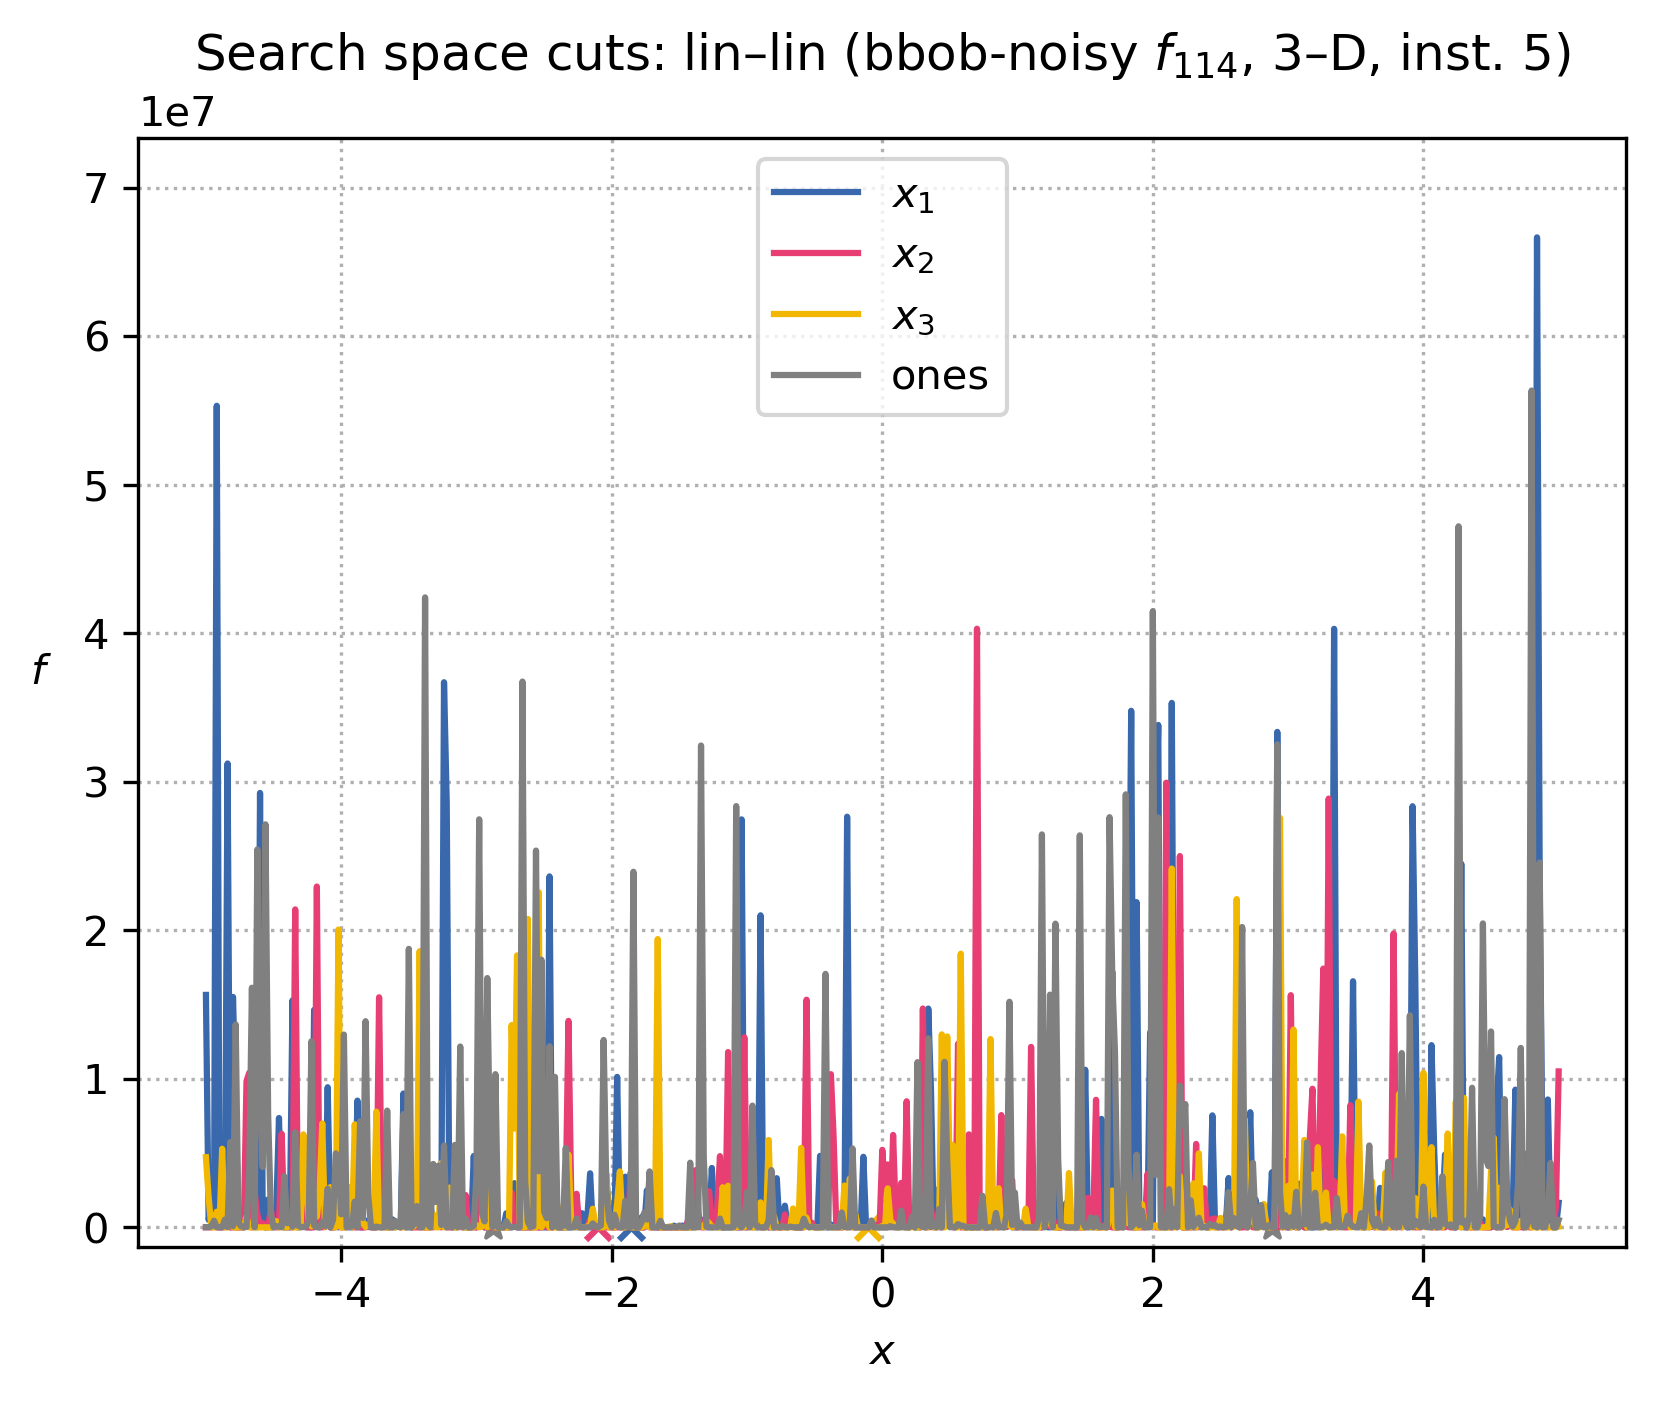 Search space cuts: lin–lin (bbob-noisy f₁₁₄, 3–D, inst. 5)
1e7
7
6
5
4
3
2
1
0
f
x₁
x₂
x₃
ones
−4 −2 0 2 4
x